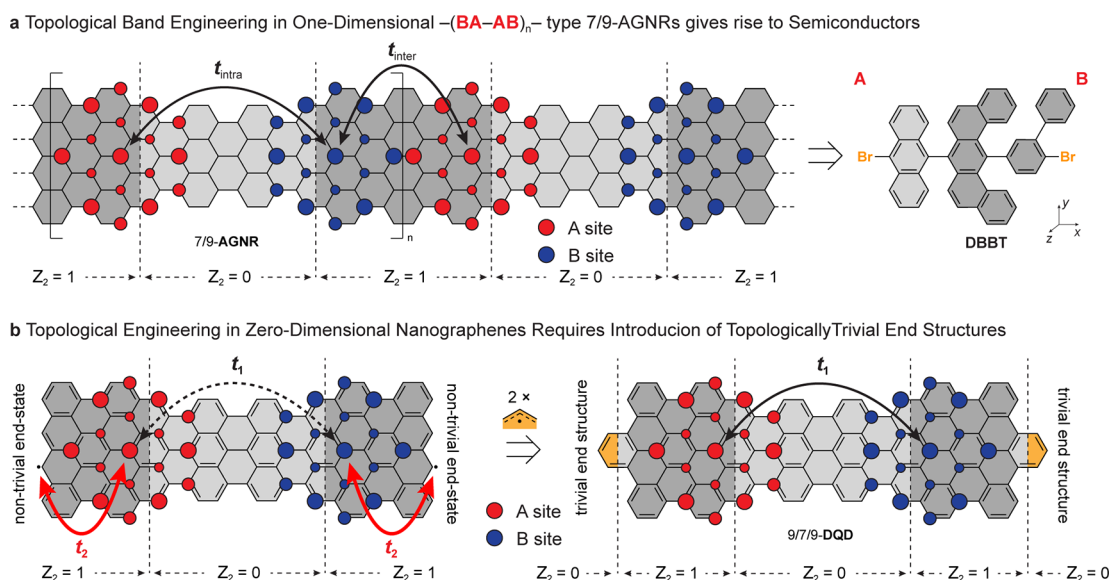 a Topological Band Engineering in One-Dimensional –(BA–AB)n– type 7/9-AGNRs gives rise to Semiconductors
tintra
tinter
A
B
Br
Br
n
7/9-AGNR
A site
B site
DBBT
y
z
x
Z2 = 1
Z2 = 0
Z2 = 1
Z2 = 0
Z2 = 1
b Topological Engineering in Zero-Dimensional Nanographenes Requires Introducion of TopologicallyTrivial End Structures
t1
t1
non-trivial end-state
non-trivial end-state
2 ×
trivial end structure
trivial end structure
A site
B site
t2
t2
9/7/9-DQD
Z2 = 1
Z2 = 0
Z2 = 1
Z2 = 0
Z2 = 1
Z2 = 0
Z2 = 1
Z2 = 0